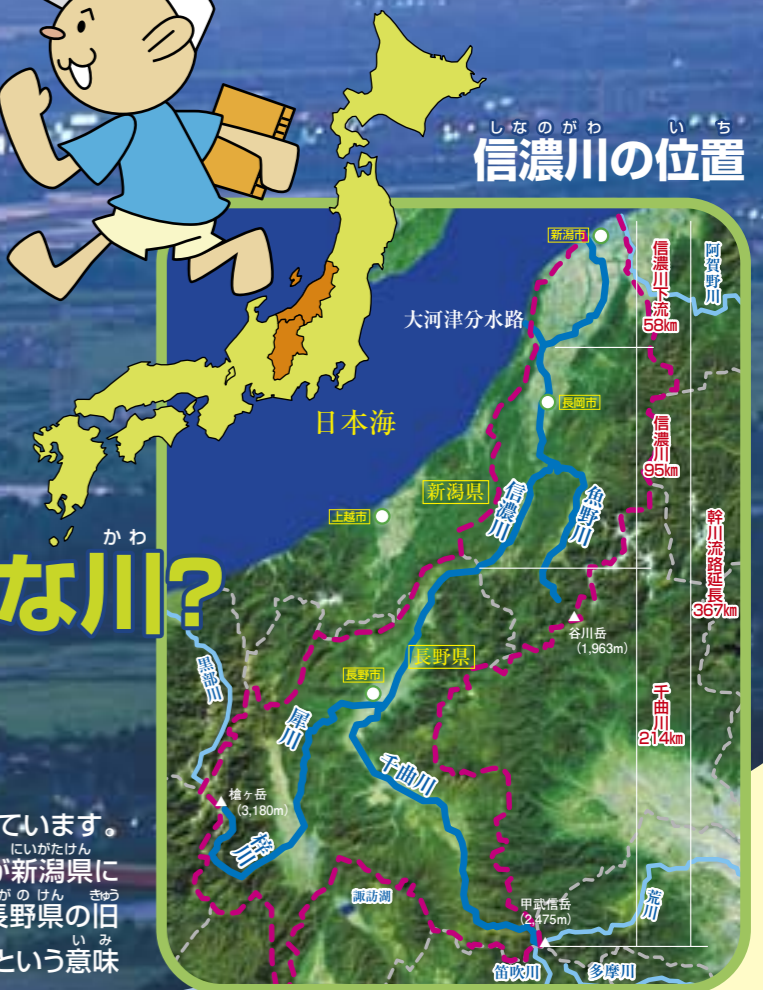 しなのがわ いち
信濃川の位置
新潟市
信濃川下流
58km
阿賀野川
大河津分水路
長岡市
日本海
信濃川
95km
新潟県
信濃川
魚野川
上越市
幹川流路延長
367km
かわ
な川?
谷川岳
(1,963m)
長野県
黒部川
長野市
千曲川
214km
犀川
千曲川
槍ヶ岳
(3,180m)
梓川
諏訪湖
甲武信岳
(2,475m)
荒川
笛吹川
多摩川
ています。
にいがたけん
が新潟県に
がのけん きゅう
長野県の旧
いみ
という意味